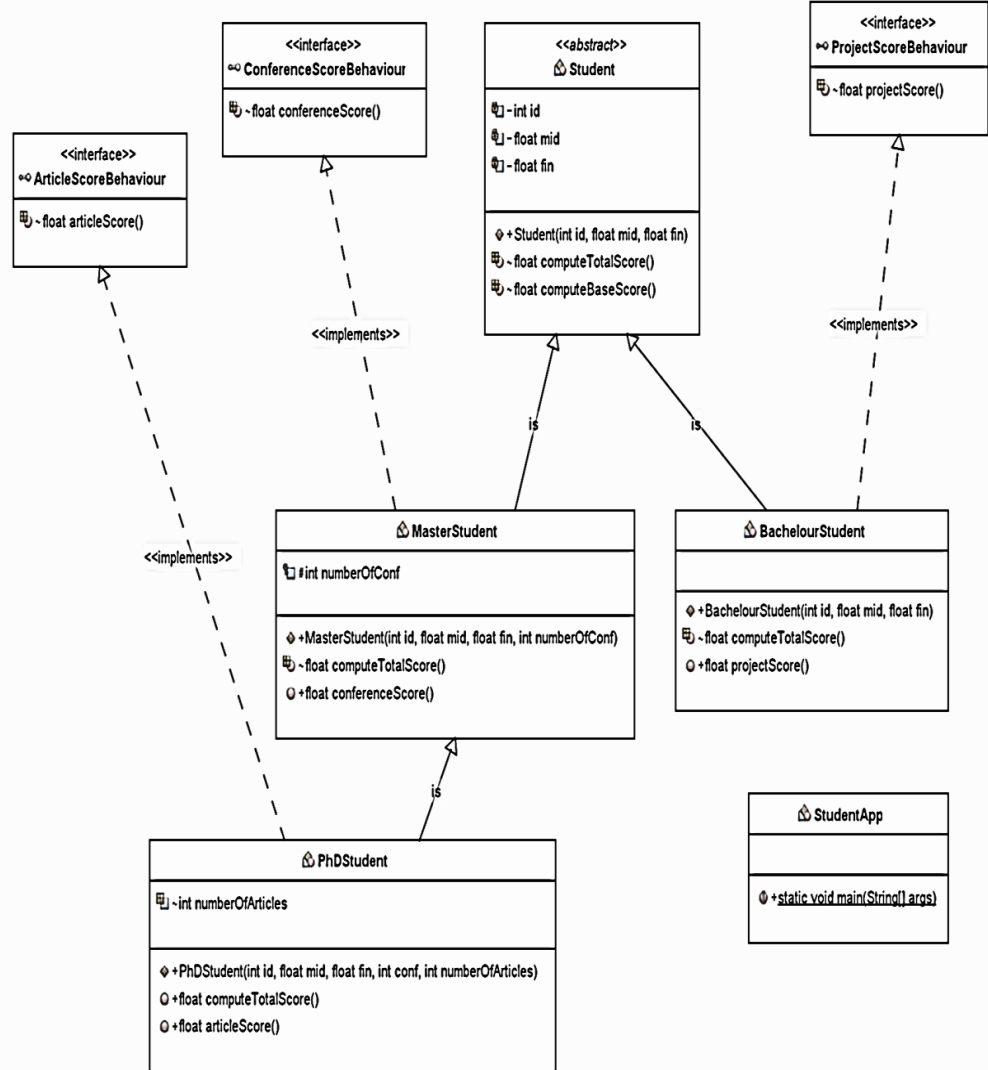 <<interface>>
ConferenceScoreBehaviour
~float conferenceScore()
<<abstract>>
Student
-int id
-float mid
-float fin
+Student(int id, float mid, float fin)
~float computeTotalScore()
~float computeBaseScore()
<<interface>>
ProjectScoreBehaviour
~float projectScore()
<<interface>>
ArticleScoreBehaviour
~float articleScore()
<<implements>>
<<implements>>
is
is
<<implements>>
MasterStudent
#int numberOfConf
+MasterStudent(int id, float mid, float fin, int numberOfConf)
~float computeTotalScore()
+float conferenceScore()
BachelourStudent
+BachelourStudent(int id, float mid, float fin)
~float computeTotalScore()
+float projectScore()
is
PhDStudent
~int numberOfArticles
+PhDStudent(int id, float mid, float fin, int conf, int numberOfArticles)
+float computeTotalScore()
+float articleScore()
StudentApp
+static void main(String[] args)